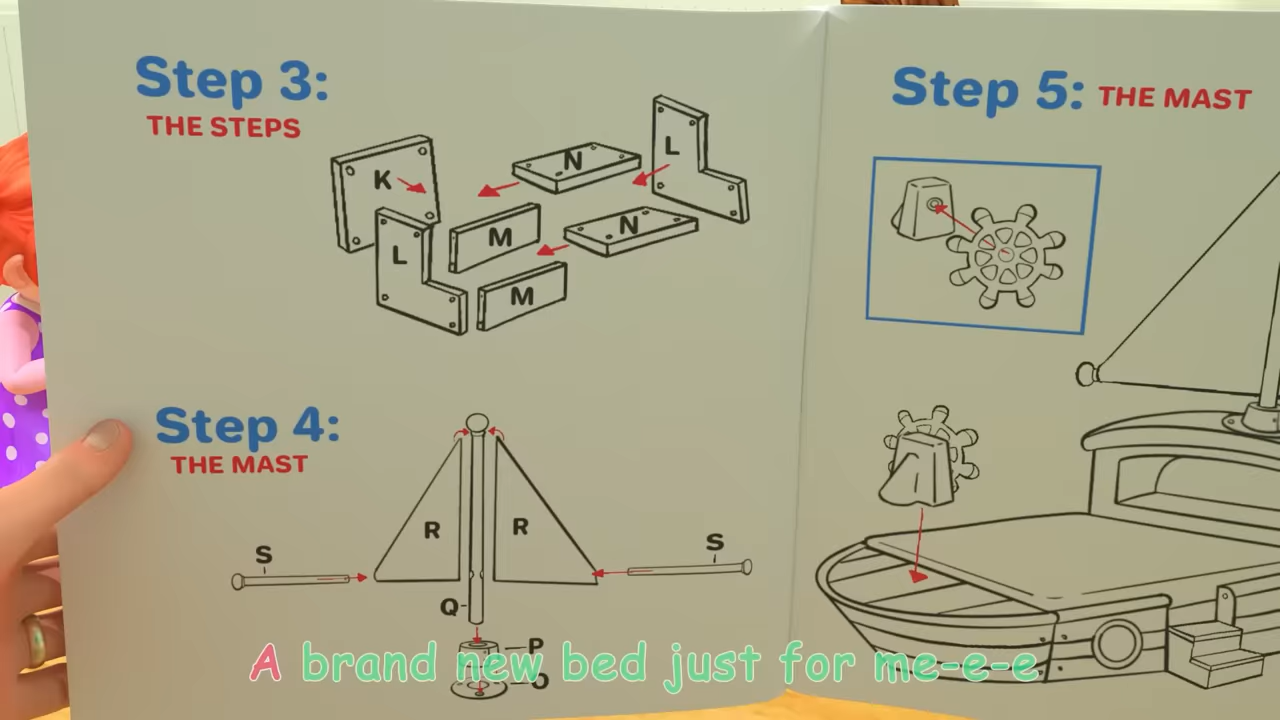 Step 3:
THE STEPS
K
N
L
L
M
N
M
Step 4:
THE MAST
R
R
S
S
Q
P
O
Step 5: THE MAST
A brand new bed just for me-e-e